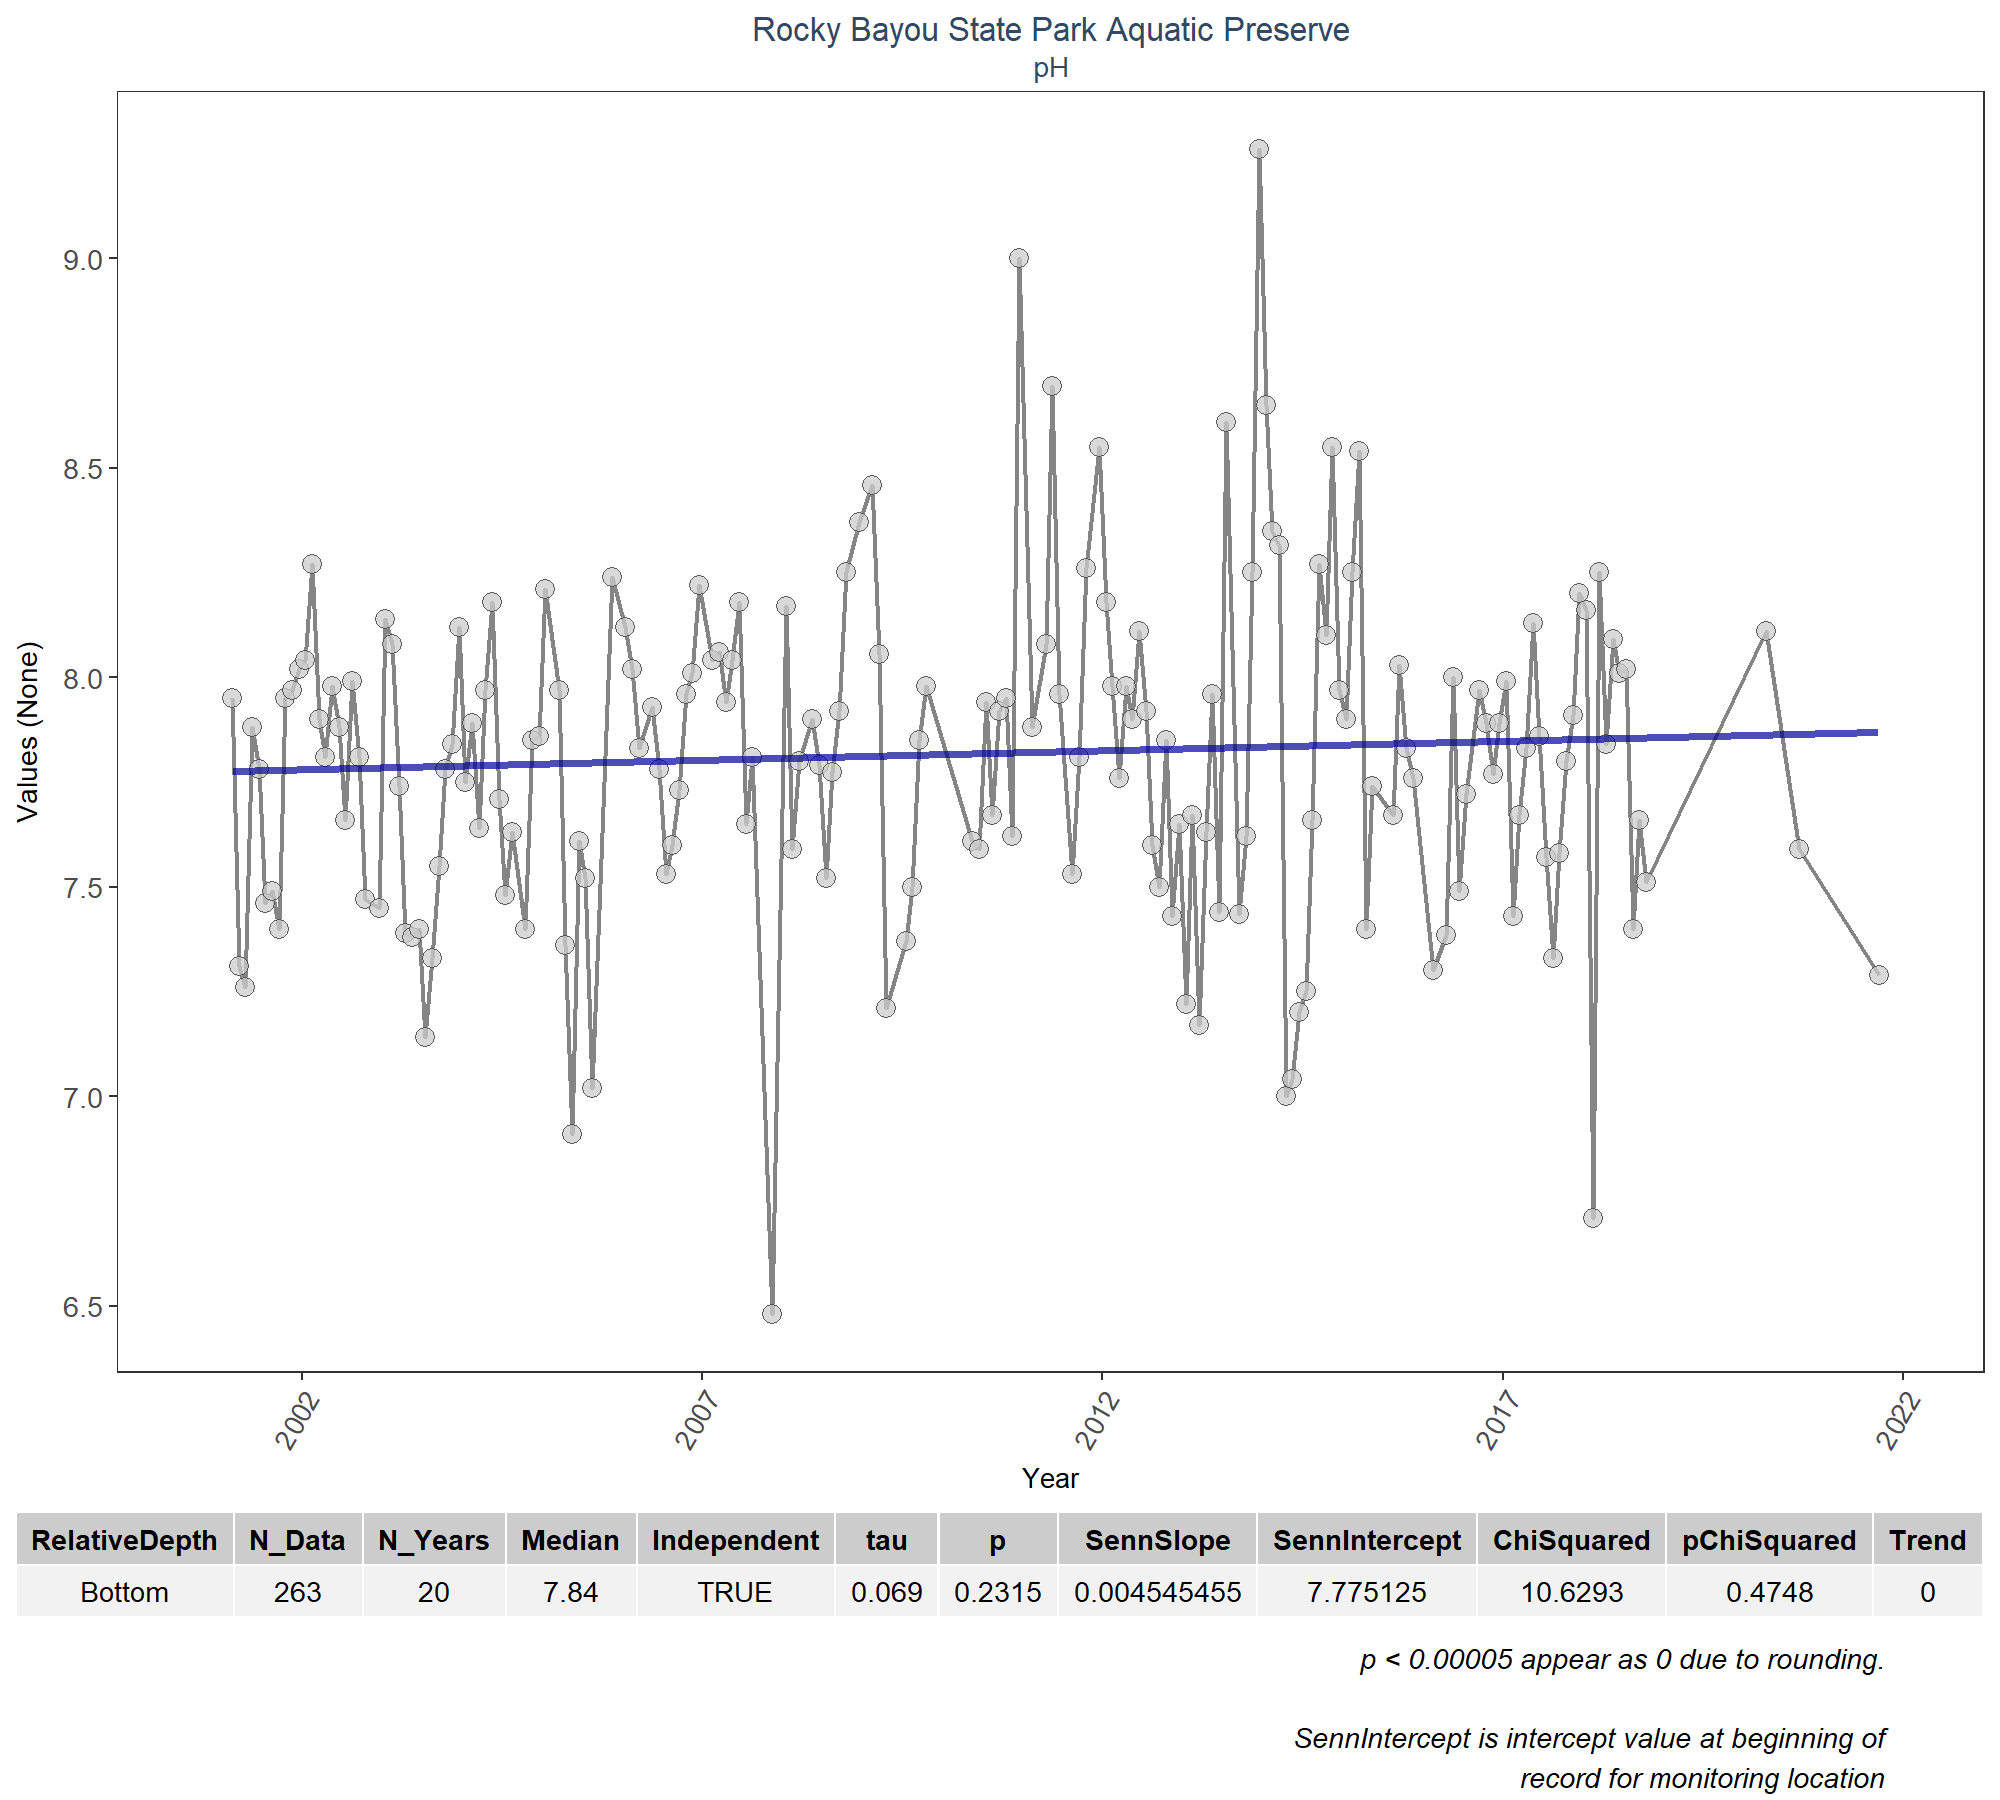 Rocky Bayou State Park Aquatic Preserve
pH
Values (None)
9.0
8.5
8.0
7.5
7.0
6.5
2002 2007 2012 2017 2022
Year
RelativeDepth N_Data N_Years Median Independent tau p SennSlope SennIntercept ChiSquared pChiSquared Trend
Bottom 263 20 7.84 TRUE 0.069 0.2315 0.004545455 7.775125 10.6293 0.4748 0
p < 0.00005 appear as 0 due to rounding.
SennIntercept is intercept value at beginning of
record for monitoring location